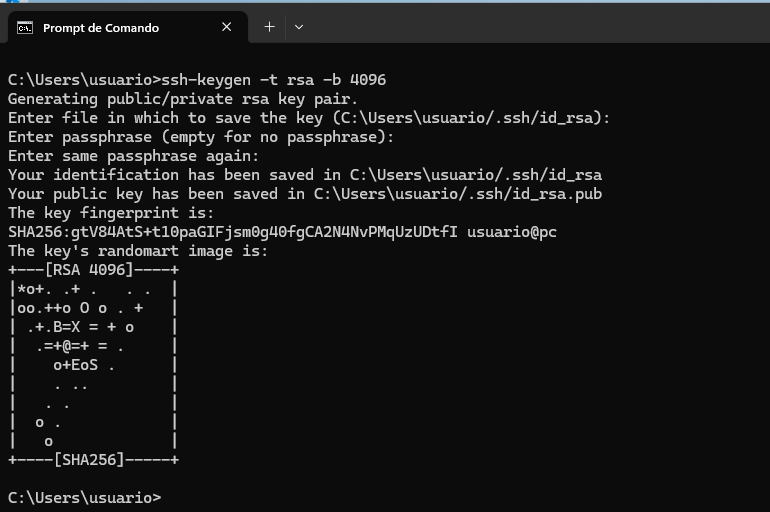 Prompt de Comando
C:\Users\usuario>ssh-keygen -t rsa -b 4096
Generating public/private rsa key pair.
Enter file in which to save the key (C:\Users\usuario/.ssh/id_rsa):
Enter passphrase (empty for no passphrase):
Enter same passphrase again:
Your identification has been saved in C:\Users\usuario/.ssh/id_rsa
Your public key has been saved in C:\Users\usuario/.ssh/id_rsa.pub
The key fingerprint is:
SHA256:gtV84AtS+t10paGIFjsm0g40fgCA2N4NvPMqUzUDtfI usuario@pc
The key's randomart image is:
+---[RSA 4096]----+
|*o+. .+ .   . .  |
|oo.++o O o . +   |
| .+.B=X = + o    |
|  .=+@=+ = .     |
|    o+EoS .      |
|    . ..         |
|   . .           |
|  o .            |
|   o             |
+----[SHA256]-----+
C:\Users\usuario>